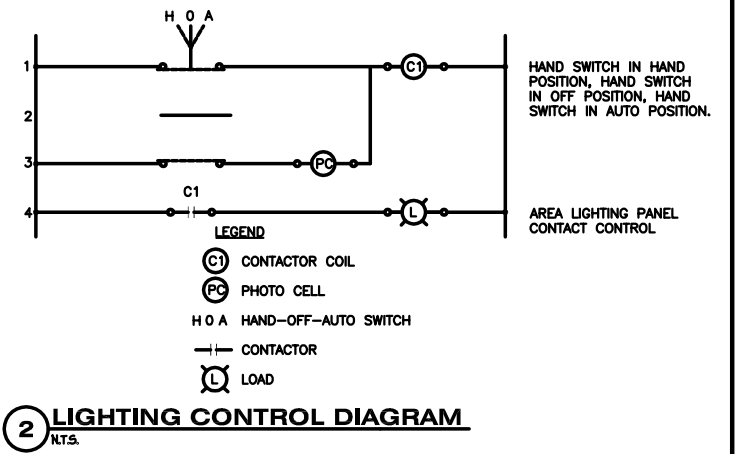 H O A
1
C1
HAND SWITCH IN HAND
POSITION, HAND SWITCH
IN OFF POSITION, HAND
SWITCH IN AUTO POSITION.
2
3
PC
C1
4
L
AREA LIGHTING PANEL
CONTACT CONTROL
LEGEND
C1 CONTACTOR COIL
PC PHOTO CELL
H O A HAND-OFF-AUTO SWITCH
CONTACTOR
L LOAD
2 LIGHTING CONTROL DIAGRAM
N.T.S.